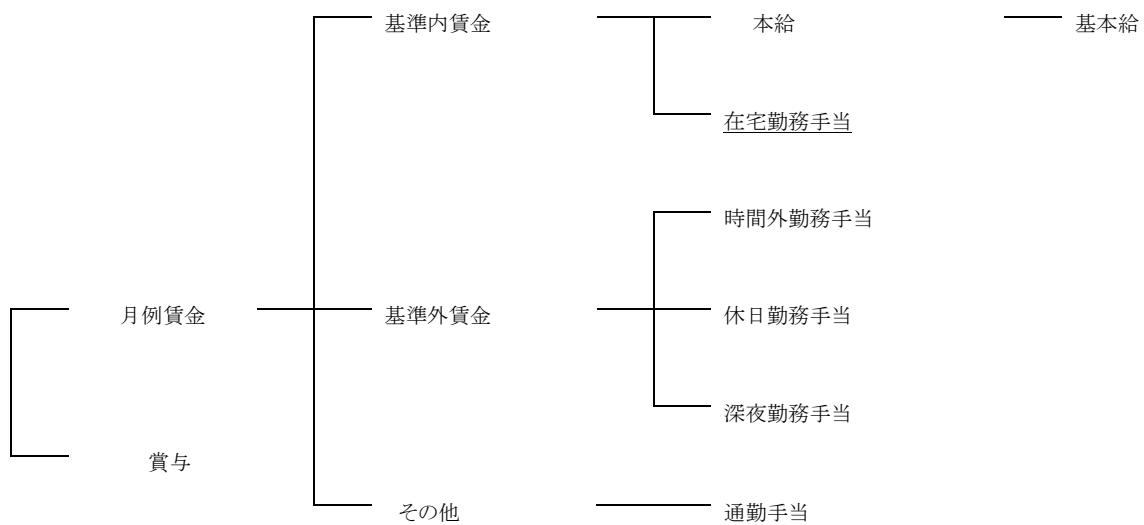 基準内賃金 本給 基本給
在宅勤務手当
時間外勤務手当
月例賃金 基準外賃金 休日勤務手当
深夜勤務手当
賞与
その他 通勤手当